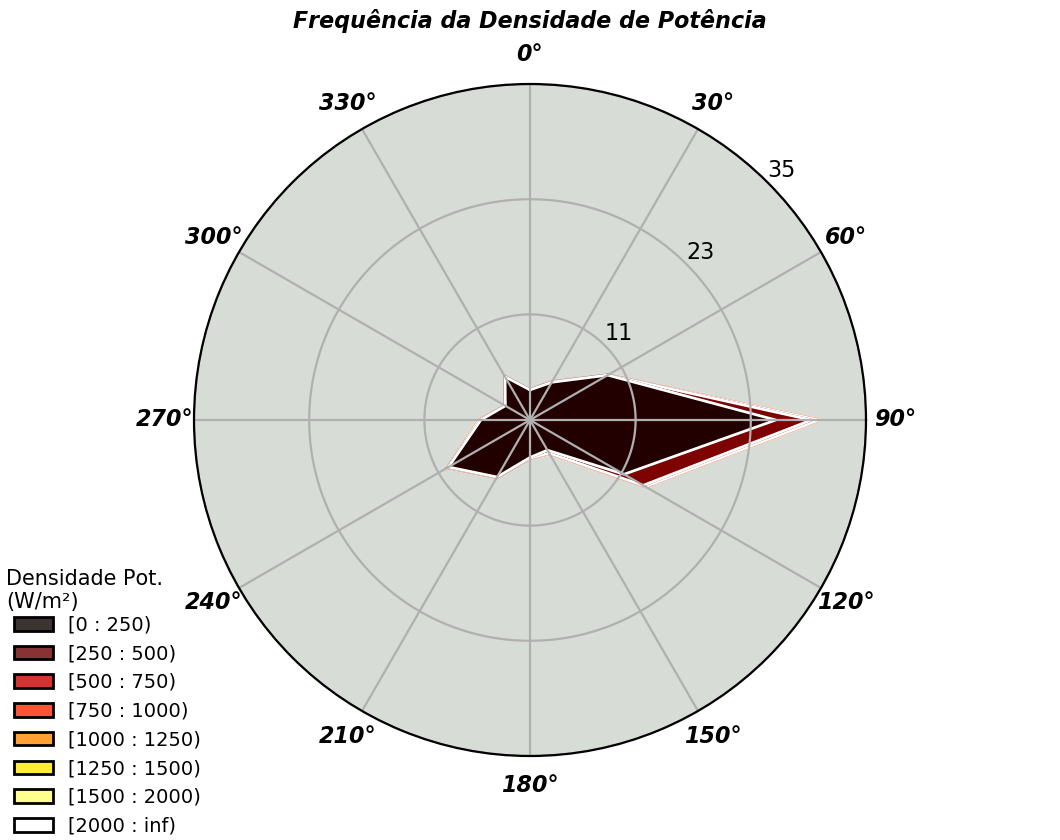 Frequência da Densidade de Potência
0°
330°
30°
35
300°
60°
23
11
270°
90°
240°
120°
210°
150°
180°
Densidade Pot.
(W/m²)
[0 : 250)
[250 : 500)
[500 : 750)
[750 : 1000)
[1000 : 1250)
[1250 : 1500)
[1500 : 2000)
[2000 : inf)